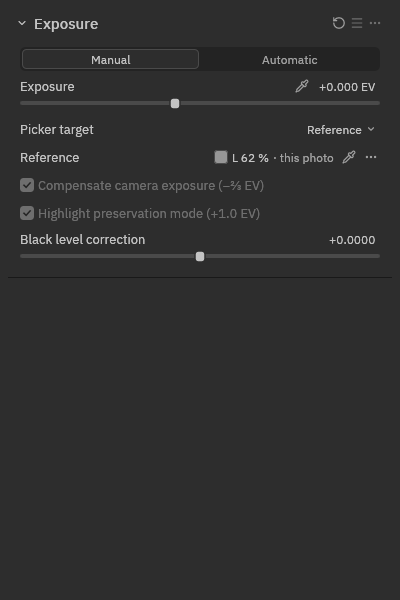 Exposure
Manual Automatic
Exposure +0.000 EV
Picker target Reference
Reference L 62 % · this photo
Compensate camera exposure (−⅔ EV)
Highlight preservation mode (+1.0 EV)
Black level correction +0.0000